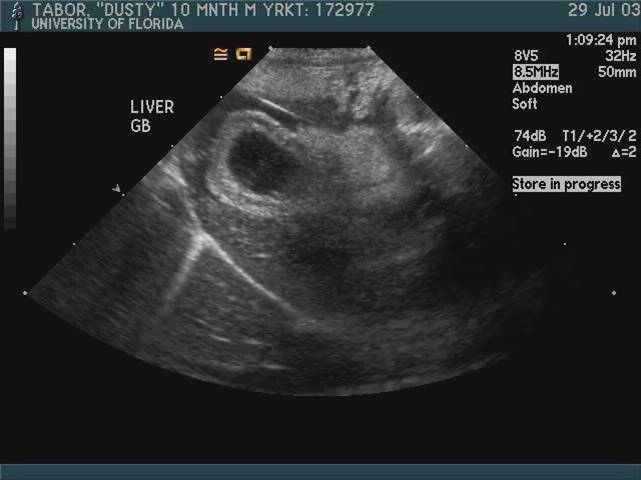 TABOR, "DUSTY" 10 MNTH M YRKT: 172977 29 Jul 03
UNIVERSITY OF FLORIDA
1:09:24 pm
8V5 32Hz
8.5MHz 50mm
Abdomen
Soft
74dB T1/+2/3/2
Gain=-19dB Δ=2
Store in progress
LIVER
GB